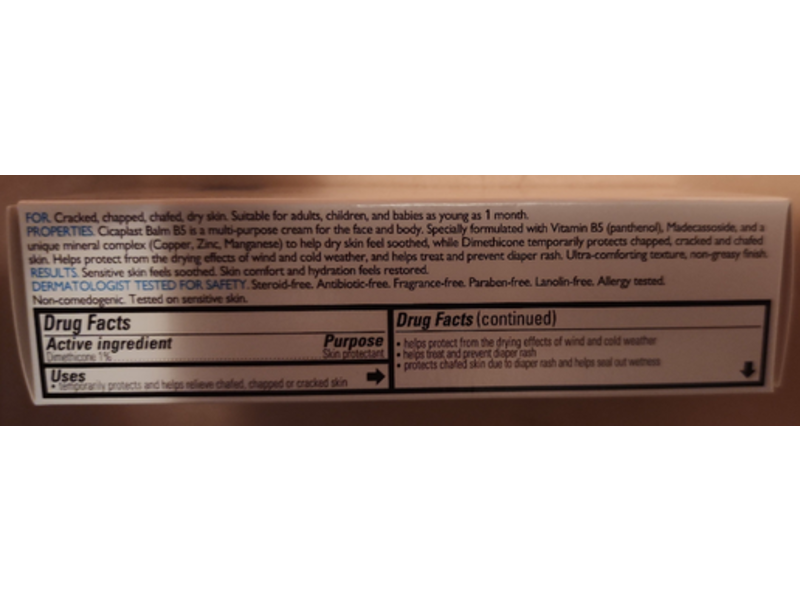 FOR. Cracked, chapped, chafed, dry skin. Suitable for adults, children, and babies as young as 1 month.
PROPERTIES. Cicaplast Balm B5 is a multi-purpose cream for the face and body. Specially formulated with Vitamin B5 (panthenol), Madecassoside, and a
unique mineral complex (Copper, Zinc, Manganese) to help dry skin feel soothed, while Dimethicone temporarily protects chapped, cracked and chafed
skin. Helps protect from the drying effects of wind and cold weather, and helps treat and prevent diaper rash. Ultra-comforting texture, non-greasy finish.
RESULTS. Sensitive skin feels soothed. Skin comfort and hydration feels restored.
DERMATOLOGIST TESTED FOR SAFETY. Steroid-free. Antibiotic-free. Fragrance-free. Paraben-free. Lanolin-free. Allergy tested.
Non-comedogenic. Tested on sensitive skin.
Drug Facts
Active ingredient Purpose
Dimethicone 1% Skin protectant
Uses
• temporarily protects and helps relieve chafed, chapped or cracked skin
Drug Facts (continued)
• helps protect from the drying effects of wind and cold weather
• helps treat and prevent diaper rash
• protects chafed skin due to diaper rash and helps seal out wetness